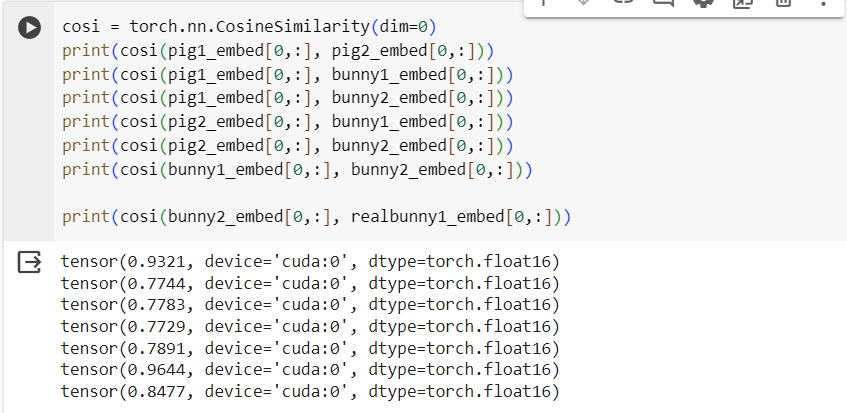 cosi = torch.nn.CosineSimilarity(dim=0)
print(cosi(pig1_embed[0,:], pig2_embed[0,:]))
print(cosi(pig1_embed[0,:], bunny1_embed[0,:]))
print(cosi(pig1_embed[0,:], bunny2_embed[0,:]))
print(cosi(pig2_embed[0,:], bunny1_embed[0,:]))
print(cosi(pig2_embed[0,:], bunny2_embed[0,:]))
print(cosi(bunny1_embed[0,:], bunny2_embed[0,:]))
print(cosi(bunny2_embed[0,:], realbunny1_embed[0,:]))
tensor(0.9321, device='cuda:0', dtype=torch.float16)
tensor(0.7744, device='cuda:0', dtype=torch.float16)
tensor(0.7783, device='cuda:0', dtype=torch.float16)
tensor(0.7729, device='cuda:0', dtype=torch.float16)
tensor(0.7891, device='cuda:0', dtype=torch.float16)
tensor(0.9644, device='cuda:0', dtype=torch.float16)
tensor(0.8477, device='cuda:0', dtype=torch.float16)